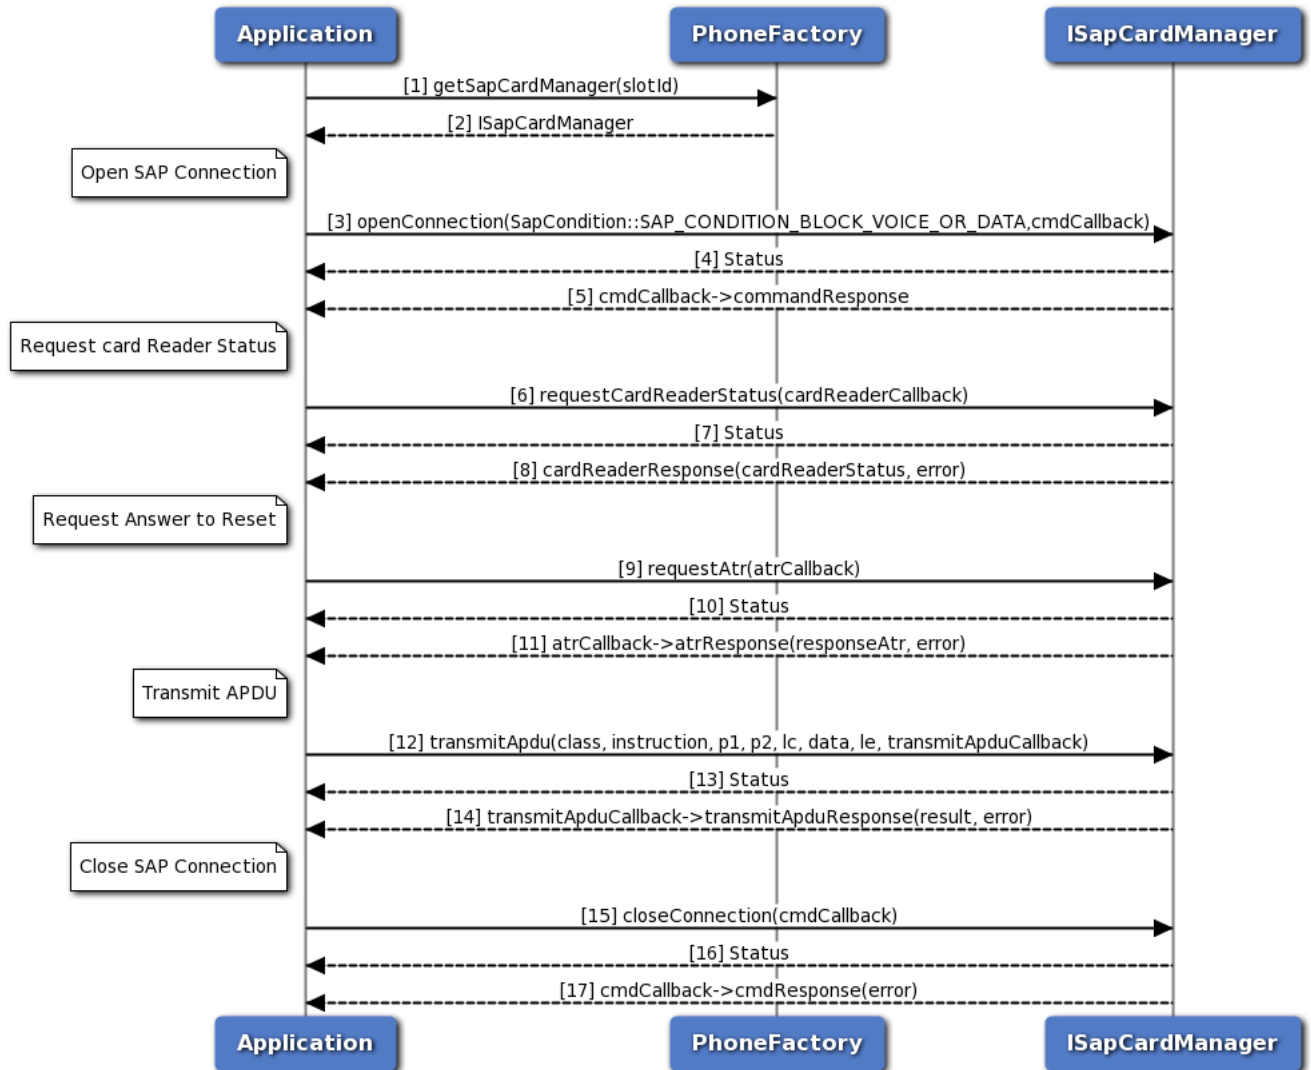 Application PhoneFactory ISapCardManager
[1] getSapCardManager(slotId)
[2] ISapCardManager
Open SAP Connection
[3] openConnection(SapCondition::SAP_CONDITION_BLOCK_VOICE_OR_DATA,cmdCallback)
[4] Status
[5] cmdCallback->commandResponse
Request card Reader Status
[6] requestCardReaderStatus(cardReaderCallback)
[7] Status
[8] cardReaderResponse(cardReaderStatus, error)
Request Answer to Reset
[9] requestAtr(atrCallback)
[10] Status
[11] atrCallback->atrResponse(responseAtr, error)
Transmit APDU
[12] transmitApdu(class, instruction, p1, p2, lc, data, le, transmitApduCallback)
[13] Status
[14] transmitApduCallback->transmitApduResponse(result, error)
Close SAP Connection
[15] closeConnection(cmdCallback)
[16] Status
[17] cmdCallback->cmdResponse(error)
Application PhoneFactory ISapCardManager